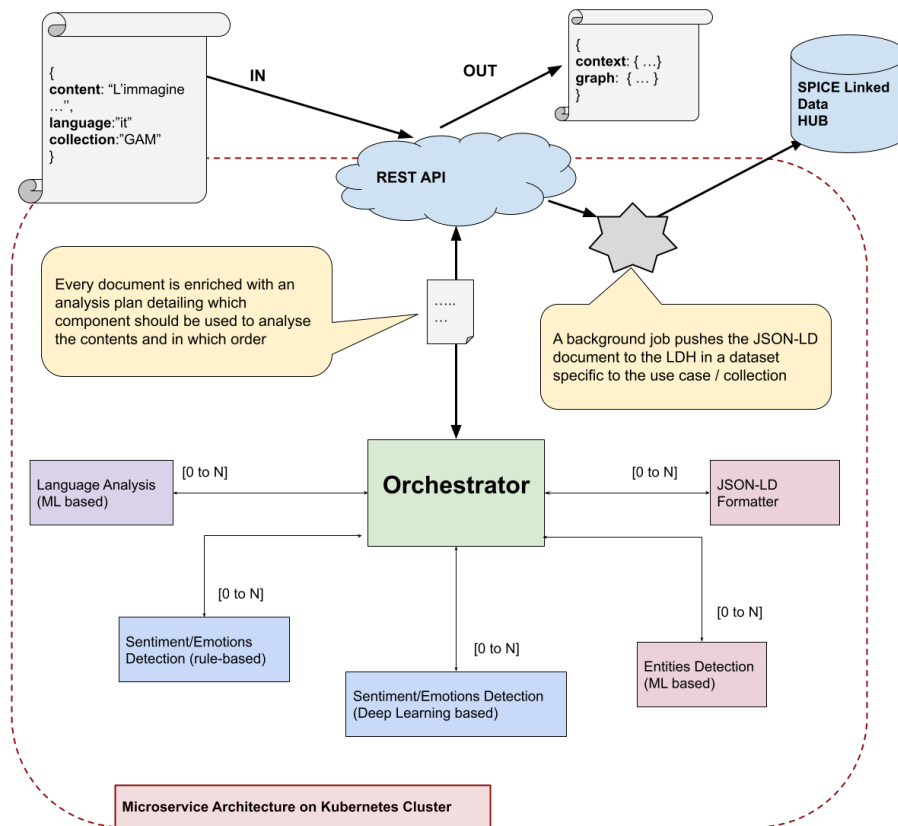 {
content: “L’immagine
…’’,
language:”it”
collection:”GAM”
}
IN
OUT
{
context: { …}
graph:  { … }
}
SPICE Linked
Data
HUB
REST API
Every document is enriched with an
analysis plan detailing which
component should be used to analyse
the contents and in which order
…..
…
A background job pushes the JSON-LD
document to the LDH in a dataset
specific to the use case / collection
Orchestrator
[0 to N]
Language Analysis
(ML based)
[0 to N]
JSON-LD
Formatter
[0 to N]
Sentiment/Emotions
Detection (rule-based)
[0 to N]
Sentiment/Emotions Detection
(Deep Learning based)
[0 to N]
Entities Detection
(ML based)
Microservice Architecture on Kubernetes Cluster